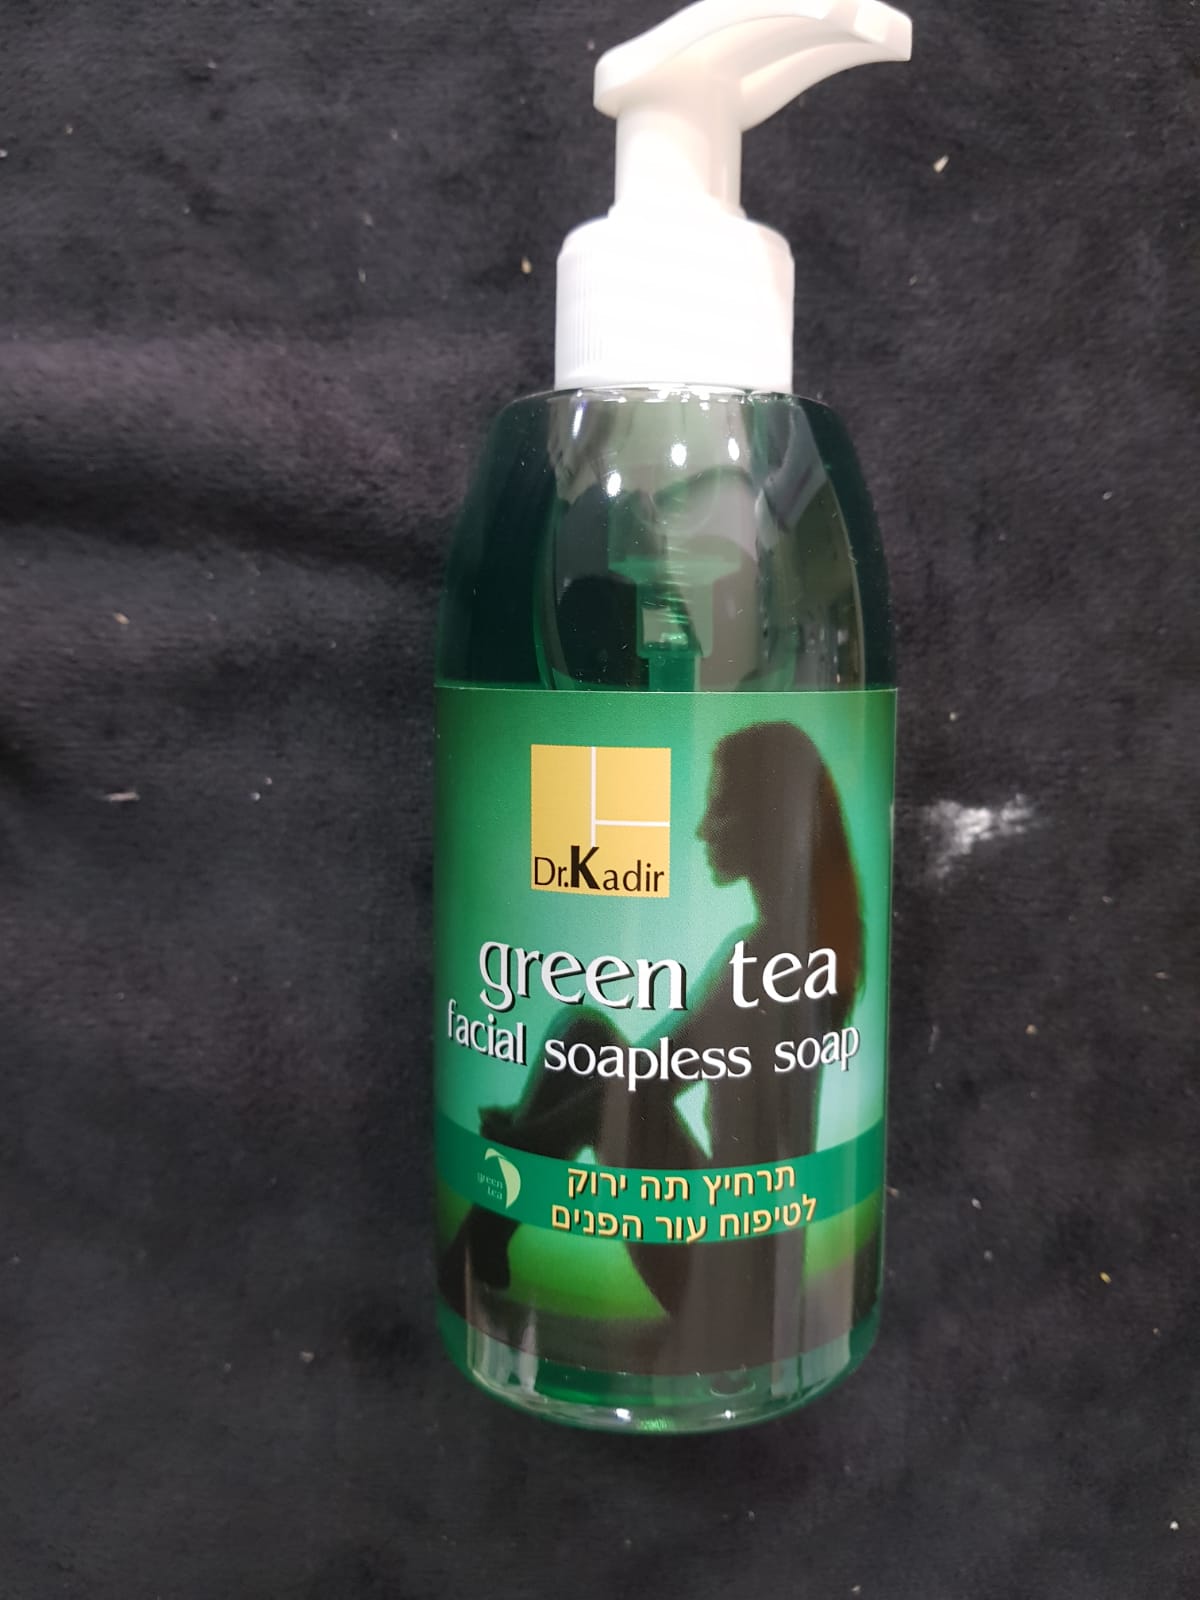 Dr.Kadir
green tea
facial soapless soap
green
tea
תרחיץ תה ירוק
לטיפוח עור הפנים